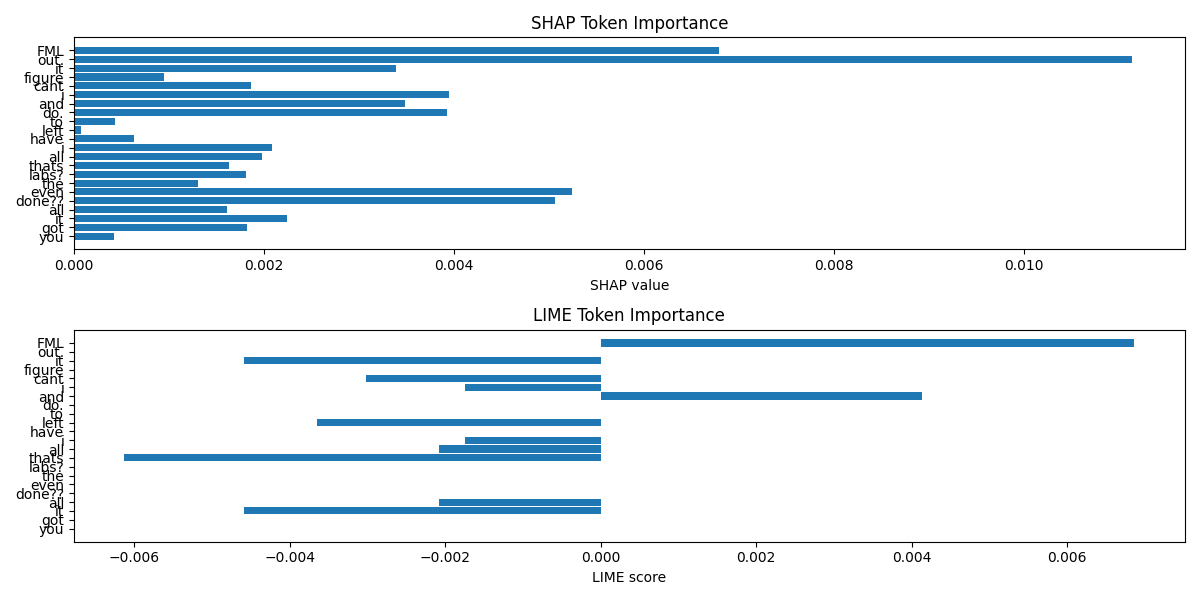 SHAP Token Importance
FML
out.
it
figure
cant
i
and
do.
to
left
have
i
all
thats
labs?
the
even
done??
all
it
got
you
0.000 0.002 0.004 0.006 0.008 0.010
SHAP value
LIME Token Importance
FML
out.
it
figure
cant
i
and
do.
to
left
have
i
all
thats
labs?
the
even
done??
all
it
got
you
−0.006 −0.004 −0.002 0.000 0.002 0.004 0.006
LIME score